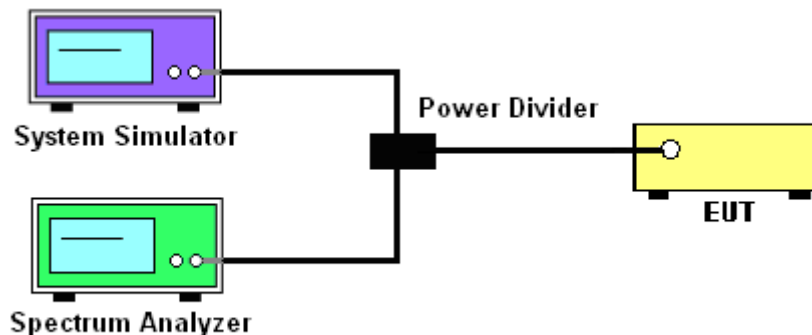 System Simulator
Power Divider
EUT
Spectrum Analyzer